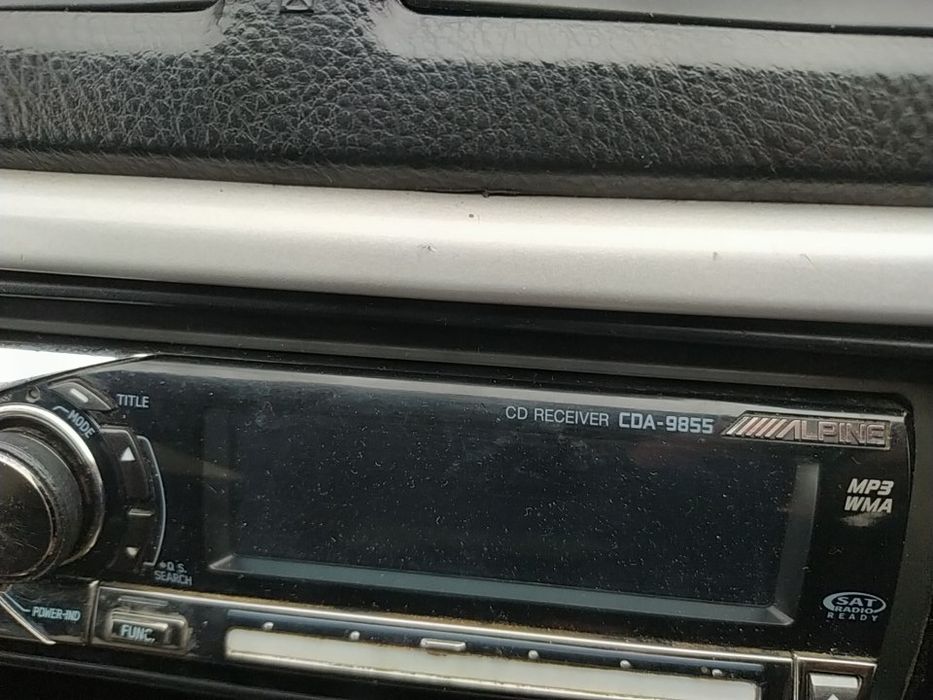 TITLE
MODE
CD RECEIVER CDA-9855 ALPINE
MP3
WMA
Q.S.
SEARCH
SAT
RADIO
READY
POWER-IND
FUNC.